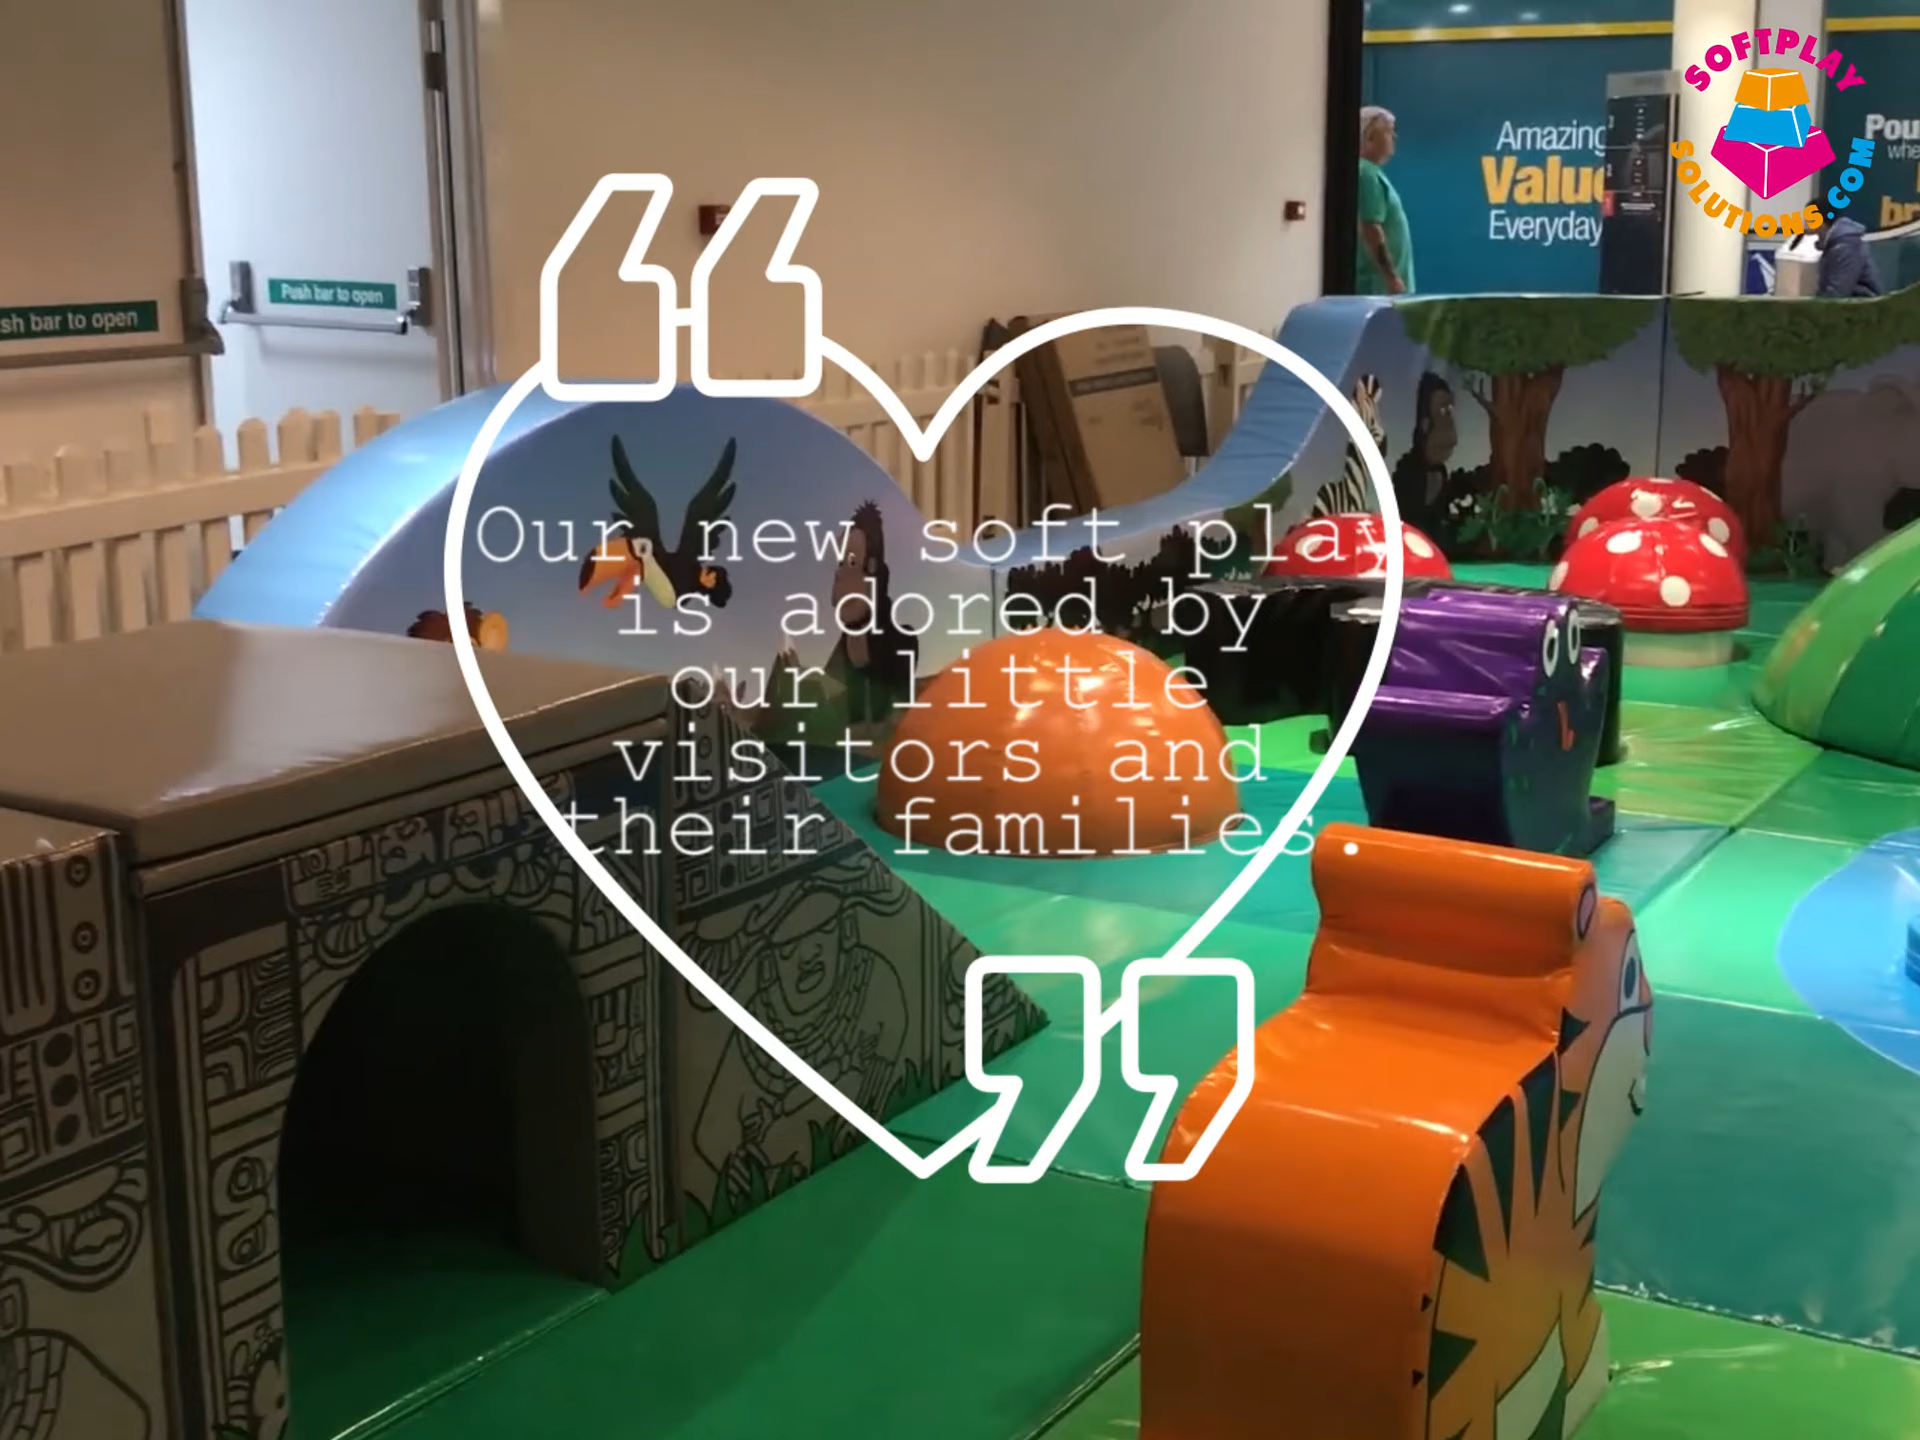 SOFTPLAY
SOLUTIONS.COM
Amazing
Value
Everyday
Push bar to open
sh bar to open
Our new soft play
is adored by
our little
visitors and
their families.